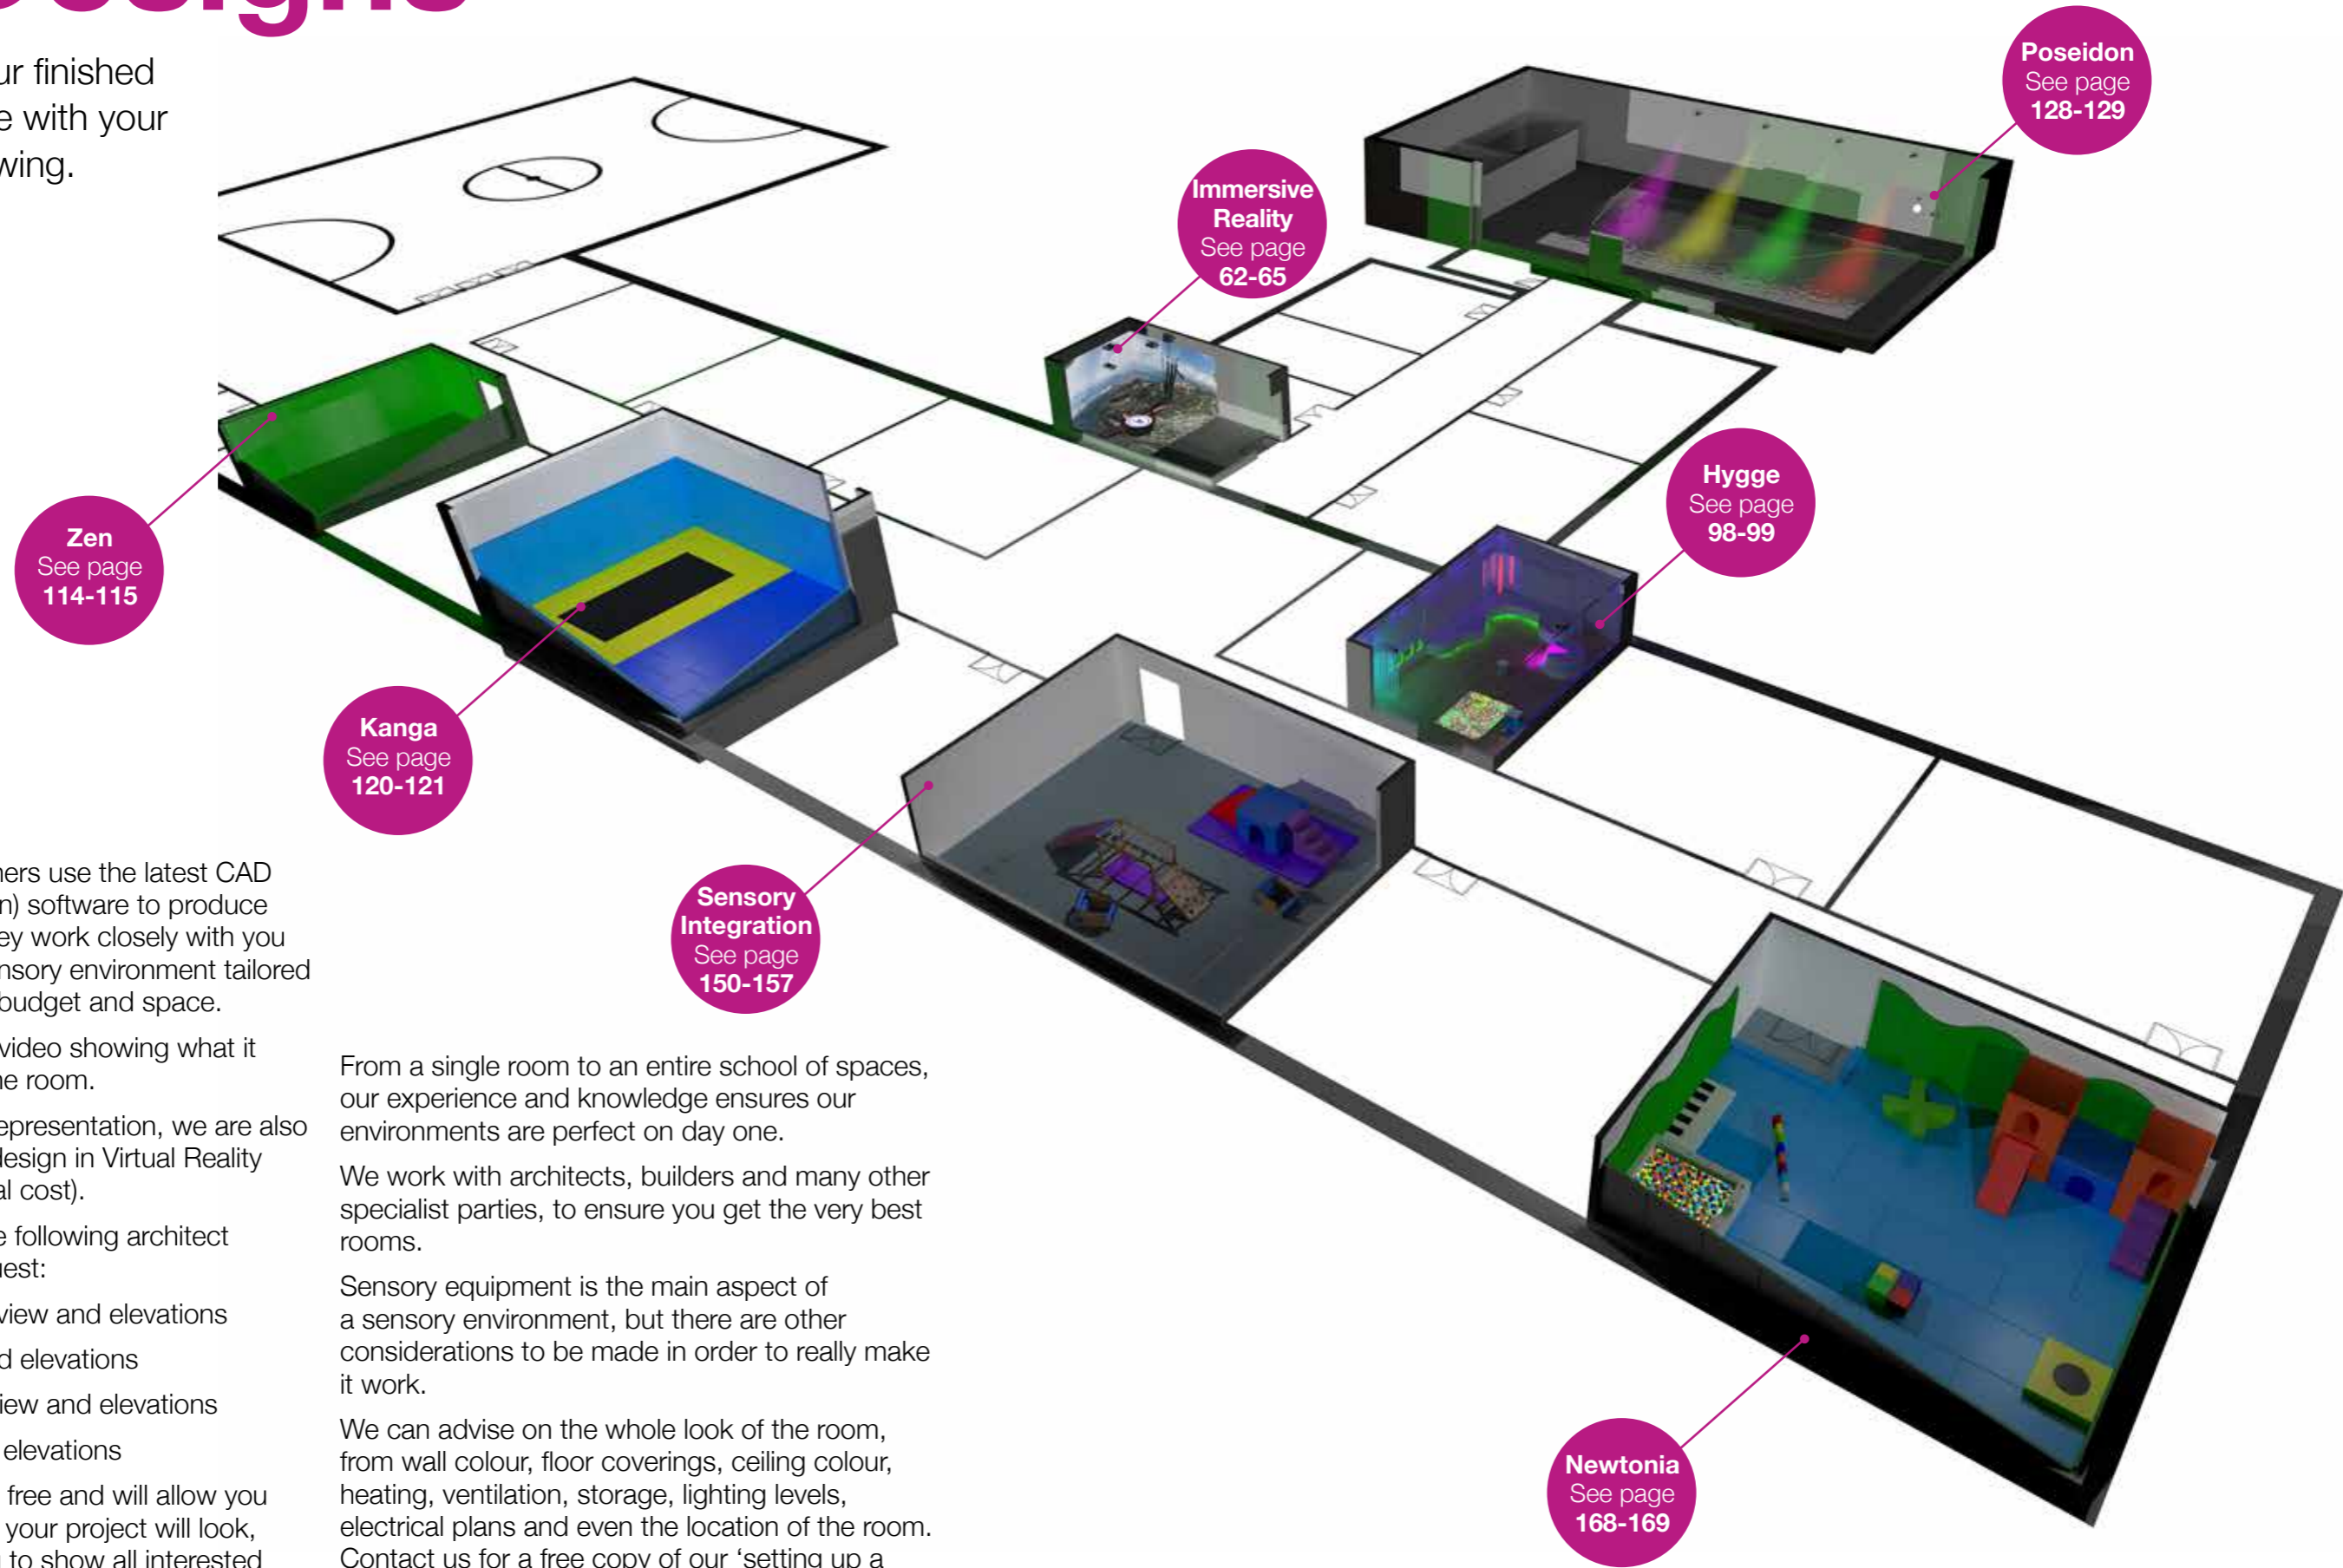 ur finished
e with your
wing.
Poseidon
See page
128-129
Immersive
Reality
See page
62-65
Hygge
See page
98-99
Zen
See page
114-115
Kanga
See page
120-121
Sensory
Integration
See page
150-157
Newtonia
See page
168-169
ners use the latest CAD
n) software to produce
ey work closely with you
nsory environment tailored
budget and space.
video showing what it
ne room.
epresentation, we are also
design in Virtual Reality
al cost).
e following architect
uest:
view and elevations
d elevations
iew and elevations
elevations
free and will allow you
your project will look,
to show all interested
From a single room to an entire school of spaces,
our experience and knowledge ensures our
environments are perfect on day one.
We work with architects, builders and many other
specialist parties, to ensure you get the very best
rooms.
Sensory equipment is the main aspect of
a sensory environment, but there are other
considerations to be made in order to really make
it work.
We can advise on the whole look of the room,
from wall colour, floor coverings, ceiling colour,
heating, ventilation, storage, lighting levels,
electrical plans and even the location of the room.
Contact us for a free copy of our ‘setting up a